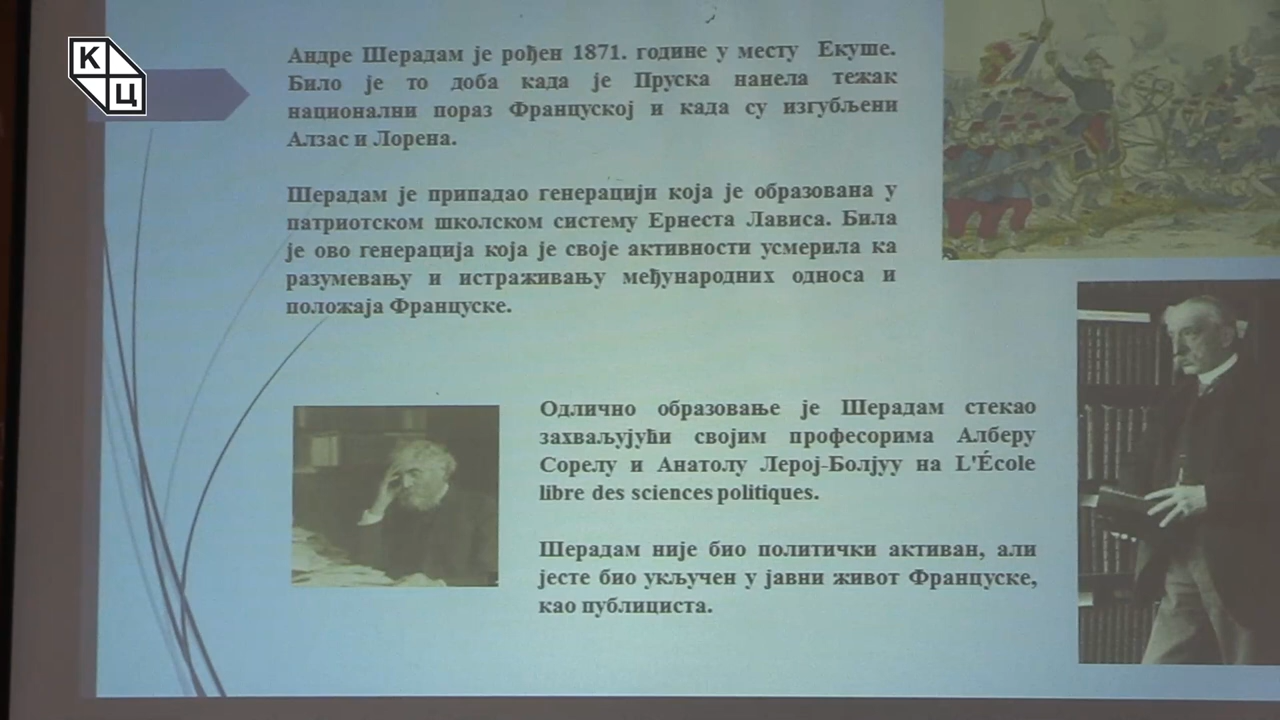 КЦ
Андре Шерадам је рођен 1871. године у месту Екуше.
Било је то доба када је Пруска нанела тежак
национални пораз Француској и када су изгубљени
Алзас и Лорена.
Шерадам је припадао генерацији која је образована у
патриотском школском систему Ернеста Лависа. Била
је ово генерација која је своје активности усмерила ка
разумевању и истраживању међународних односа и
положаја Француске.
Одлично образовање је Шерадам стекао
захваљујући својим професорима Алберу
Сорелу и Анатолу Лерој-Болјуу на L'École
libre des sciences politiques.
Шерадам није био политички активан, али
јесте био укључен у јавни живот Француске,
као публициста.